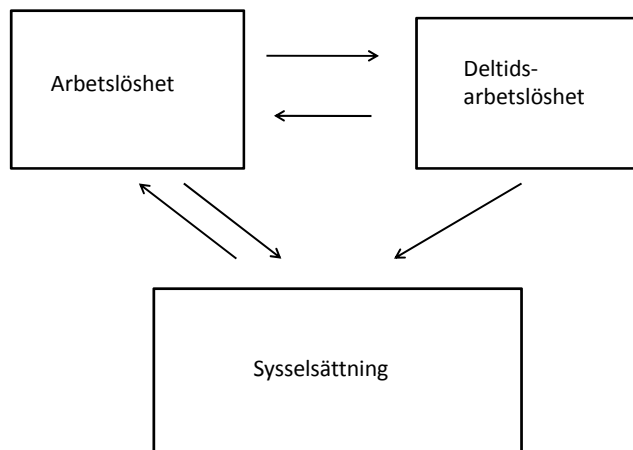 Arbetslöshet
Deltids-
arbetslöshet
Sysselsättning